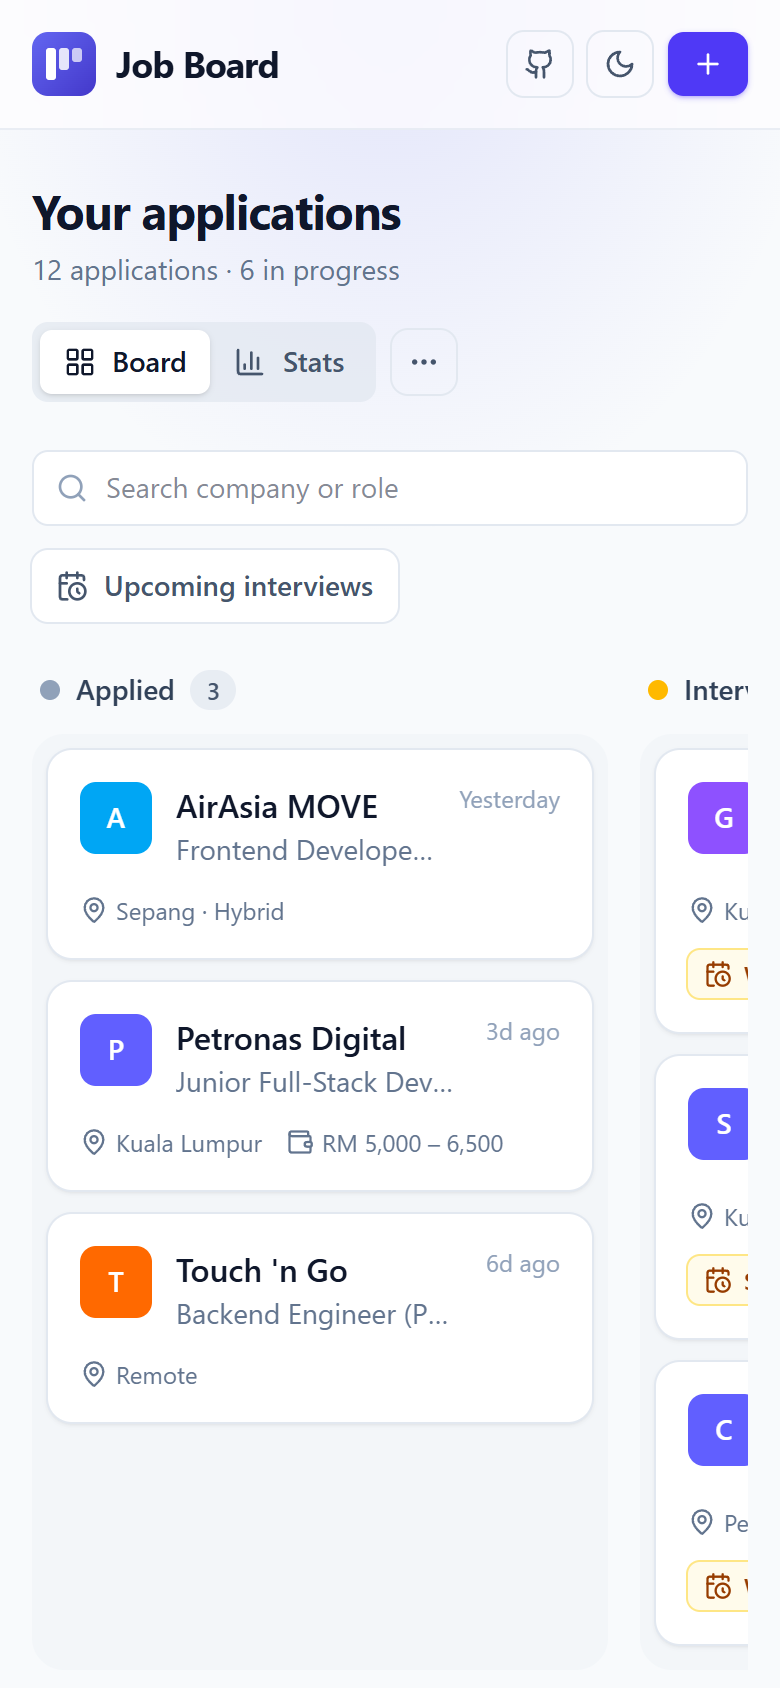 Job Board
Your applications
12 applications · 6 in progress
Board
Stats
Search company or role
Upcoming interviews
Applied 3
A
AirAsia MOVE
Yesterday
Frontend Develope...
Sepang · Hybrid
P
Petronas Digital
3d ago
Junior Full-Stack Dev...
Kuala Lumpur
RM 5,000 – 6,500
T
Touch 'n Go
6d ago
Backend Engineer (P...
Remote
G
S
C